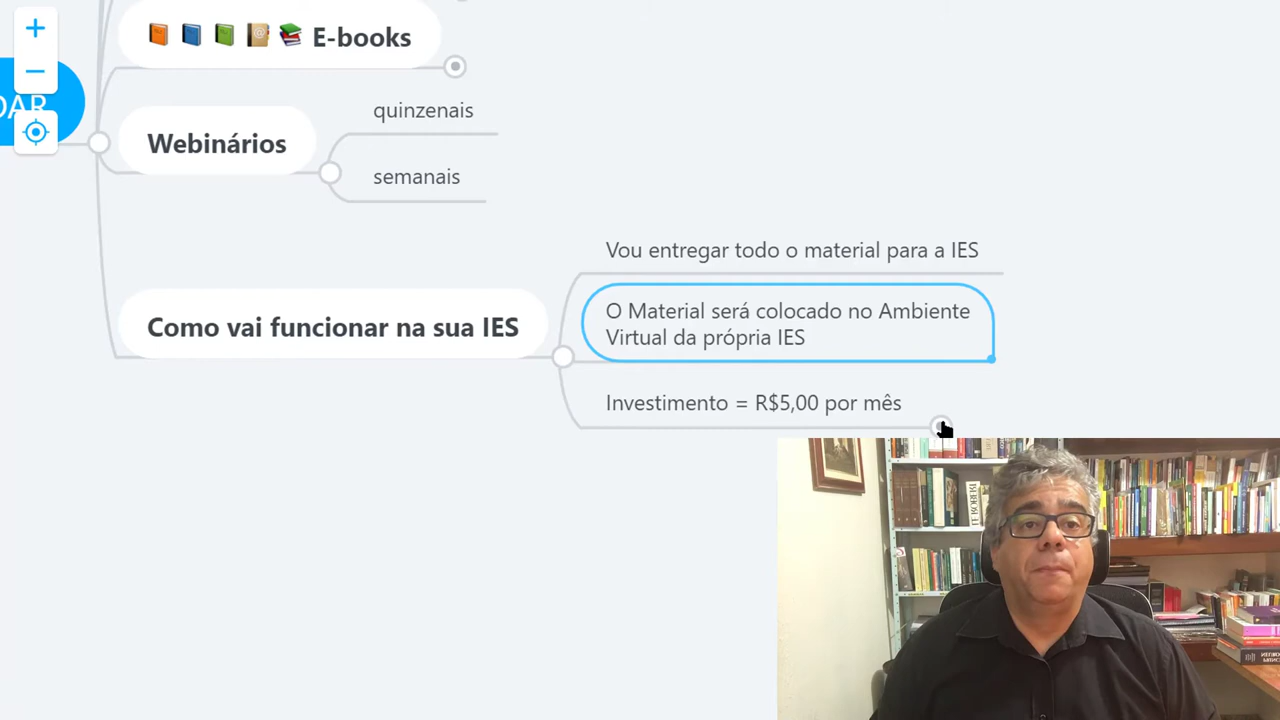 E-books
DAR
Webinários
quinzenais
semanais
Como vai funcionar na sua IES
Vou entregar todo o material para a IES
O Material será colocado no Ambiente
Virtual da própria IES
Investimento = R$5,00 por mês